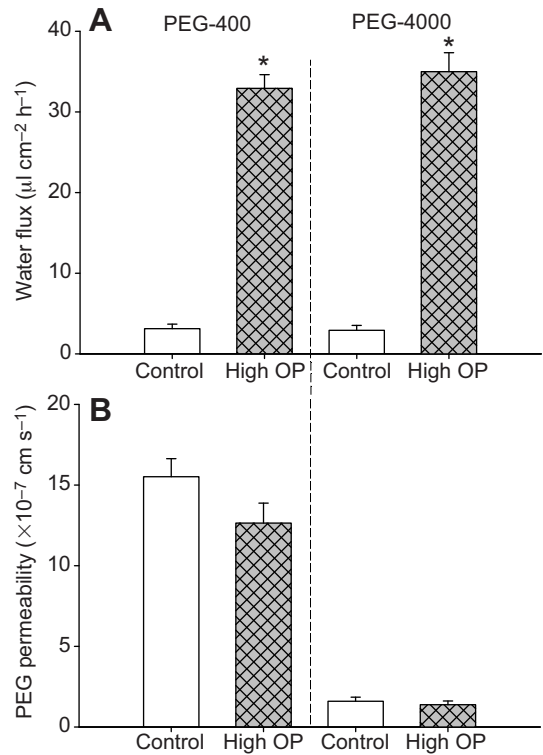 A
PEG-400
PEG-4000
Water flux (μl cm⁻² h⁻¹)
40
30
20
10
0
*
*
Control
High OP
Control
High OP
B
PEG permeability (×10⁻⁷ cm s⁻¹)
20
15
10
5
0
Control
High OP
Control
High OP